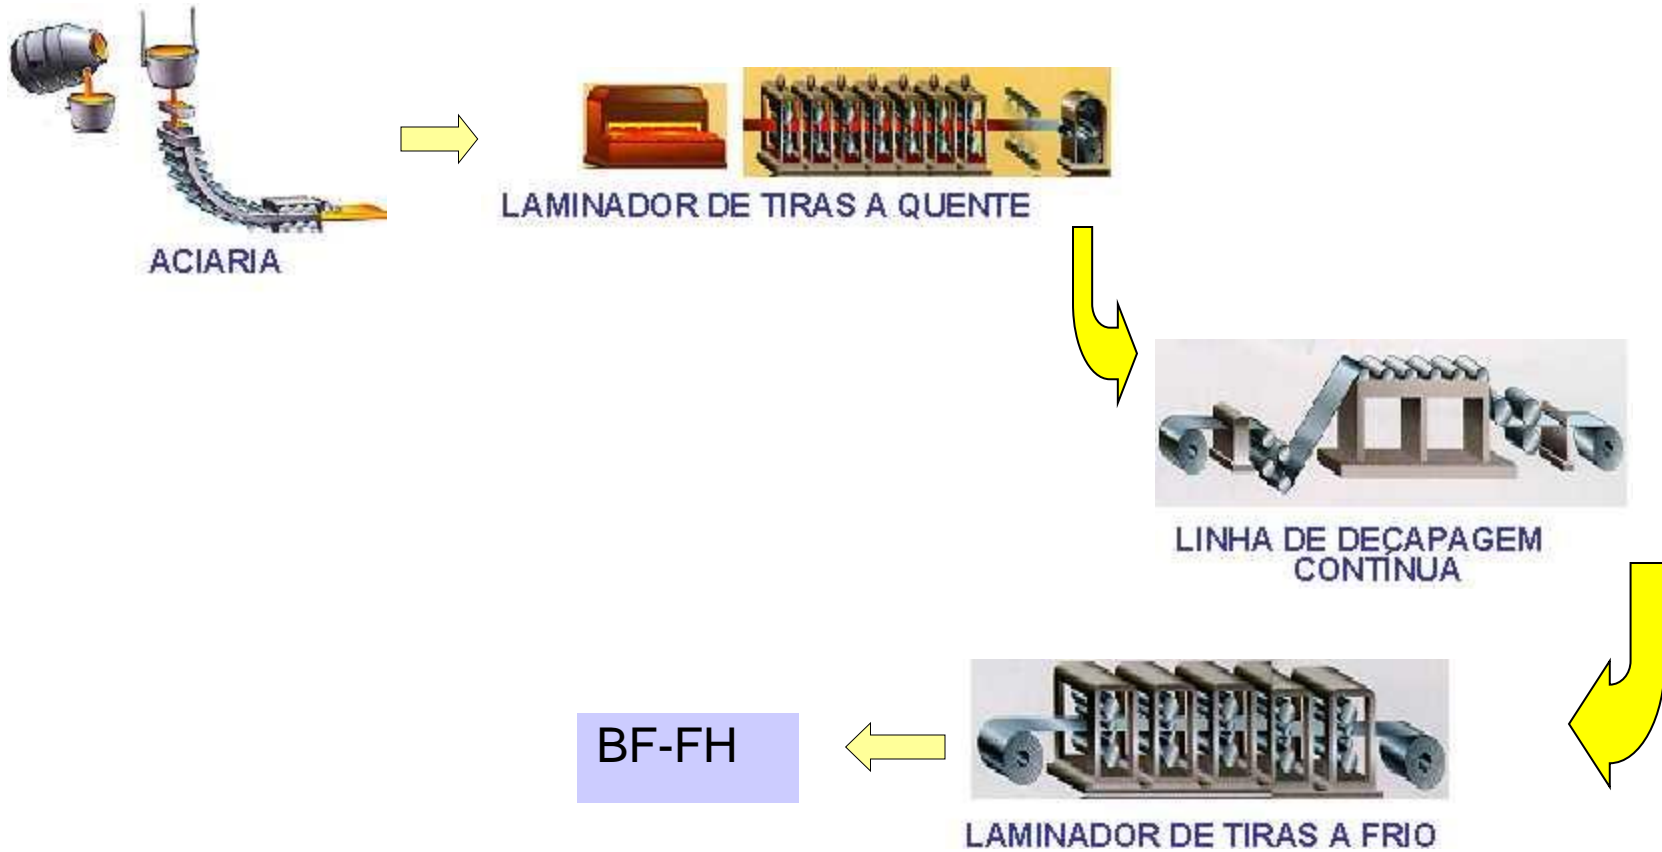 ACIARIA
LAMINADOR DE TIRAS A QUENTE
LINHA DE DECAPAGEM
CONTÍNUA
LAMINADOR DE TIRAS A FRIO
BF-FH